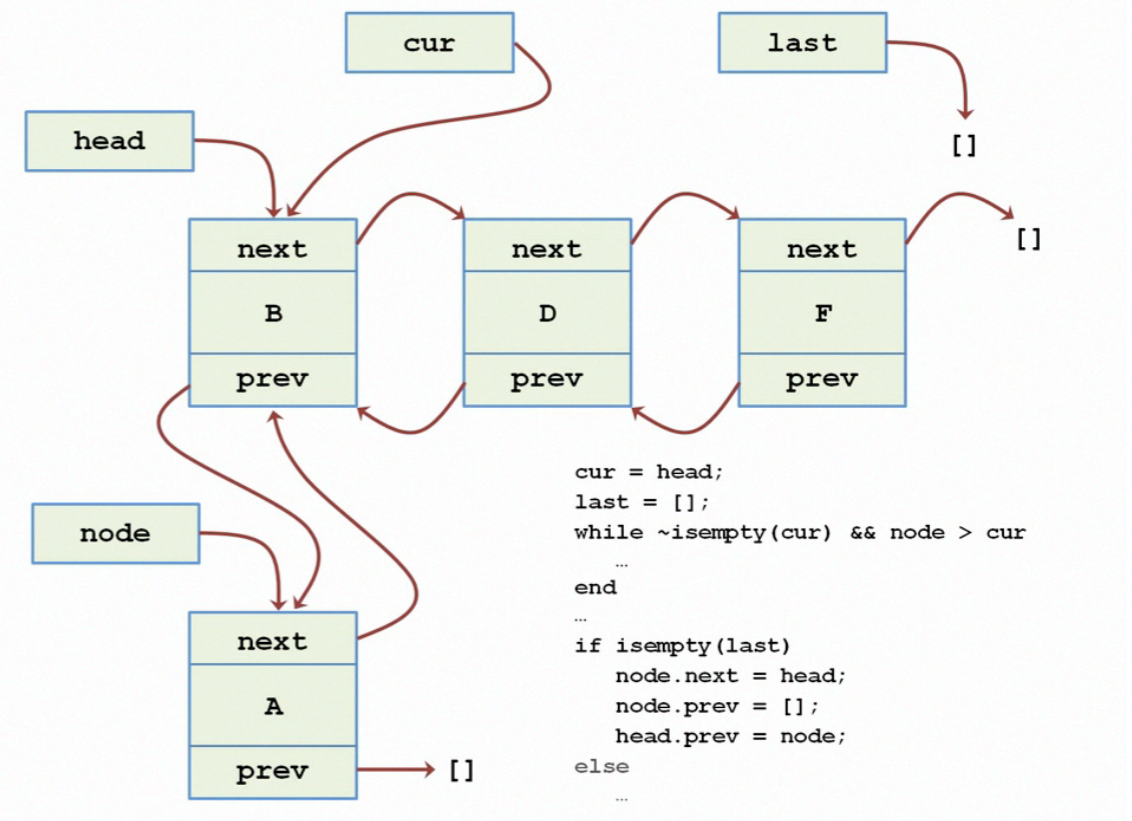 cur
last
head
[]
next
next
next
[]
B
D
F
prev
prev
prev
node
next
A
prev
[]
cur = head;
last = [];
while ~isempty(cur) && node > cur
…
end
…
if isempty(last)
node.next = head;
node.prev = [];
head.prev = node;
else
…